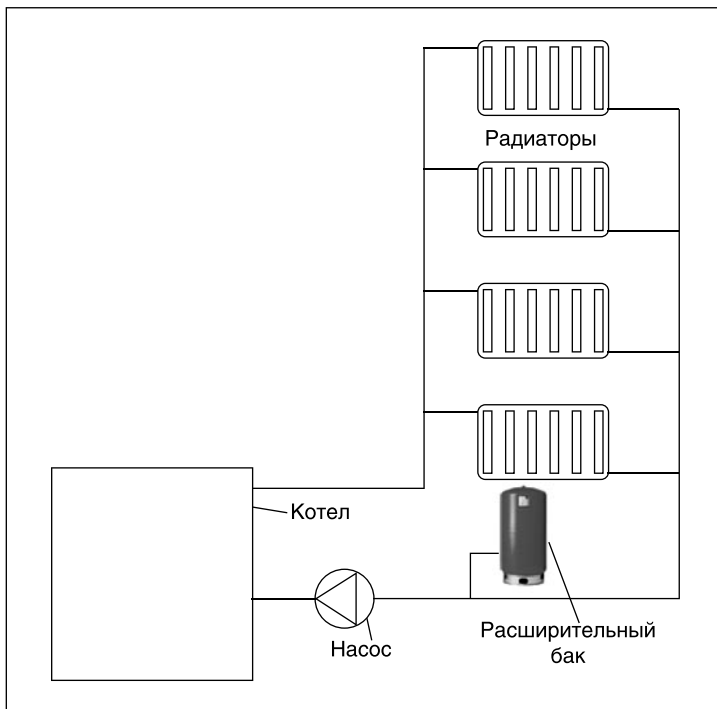 Радиаторы
Котел
Насос
Расширительный
бак